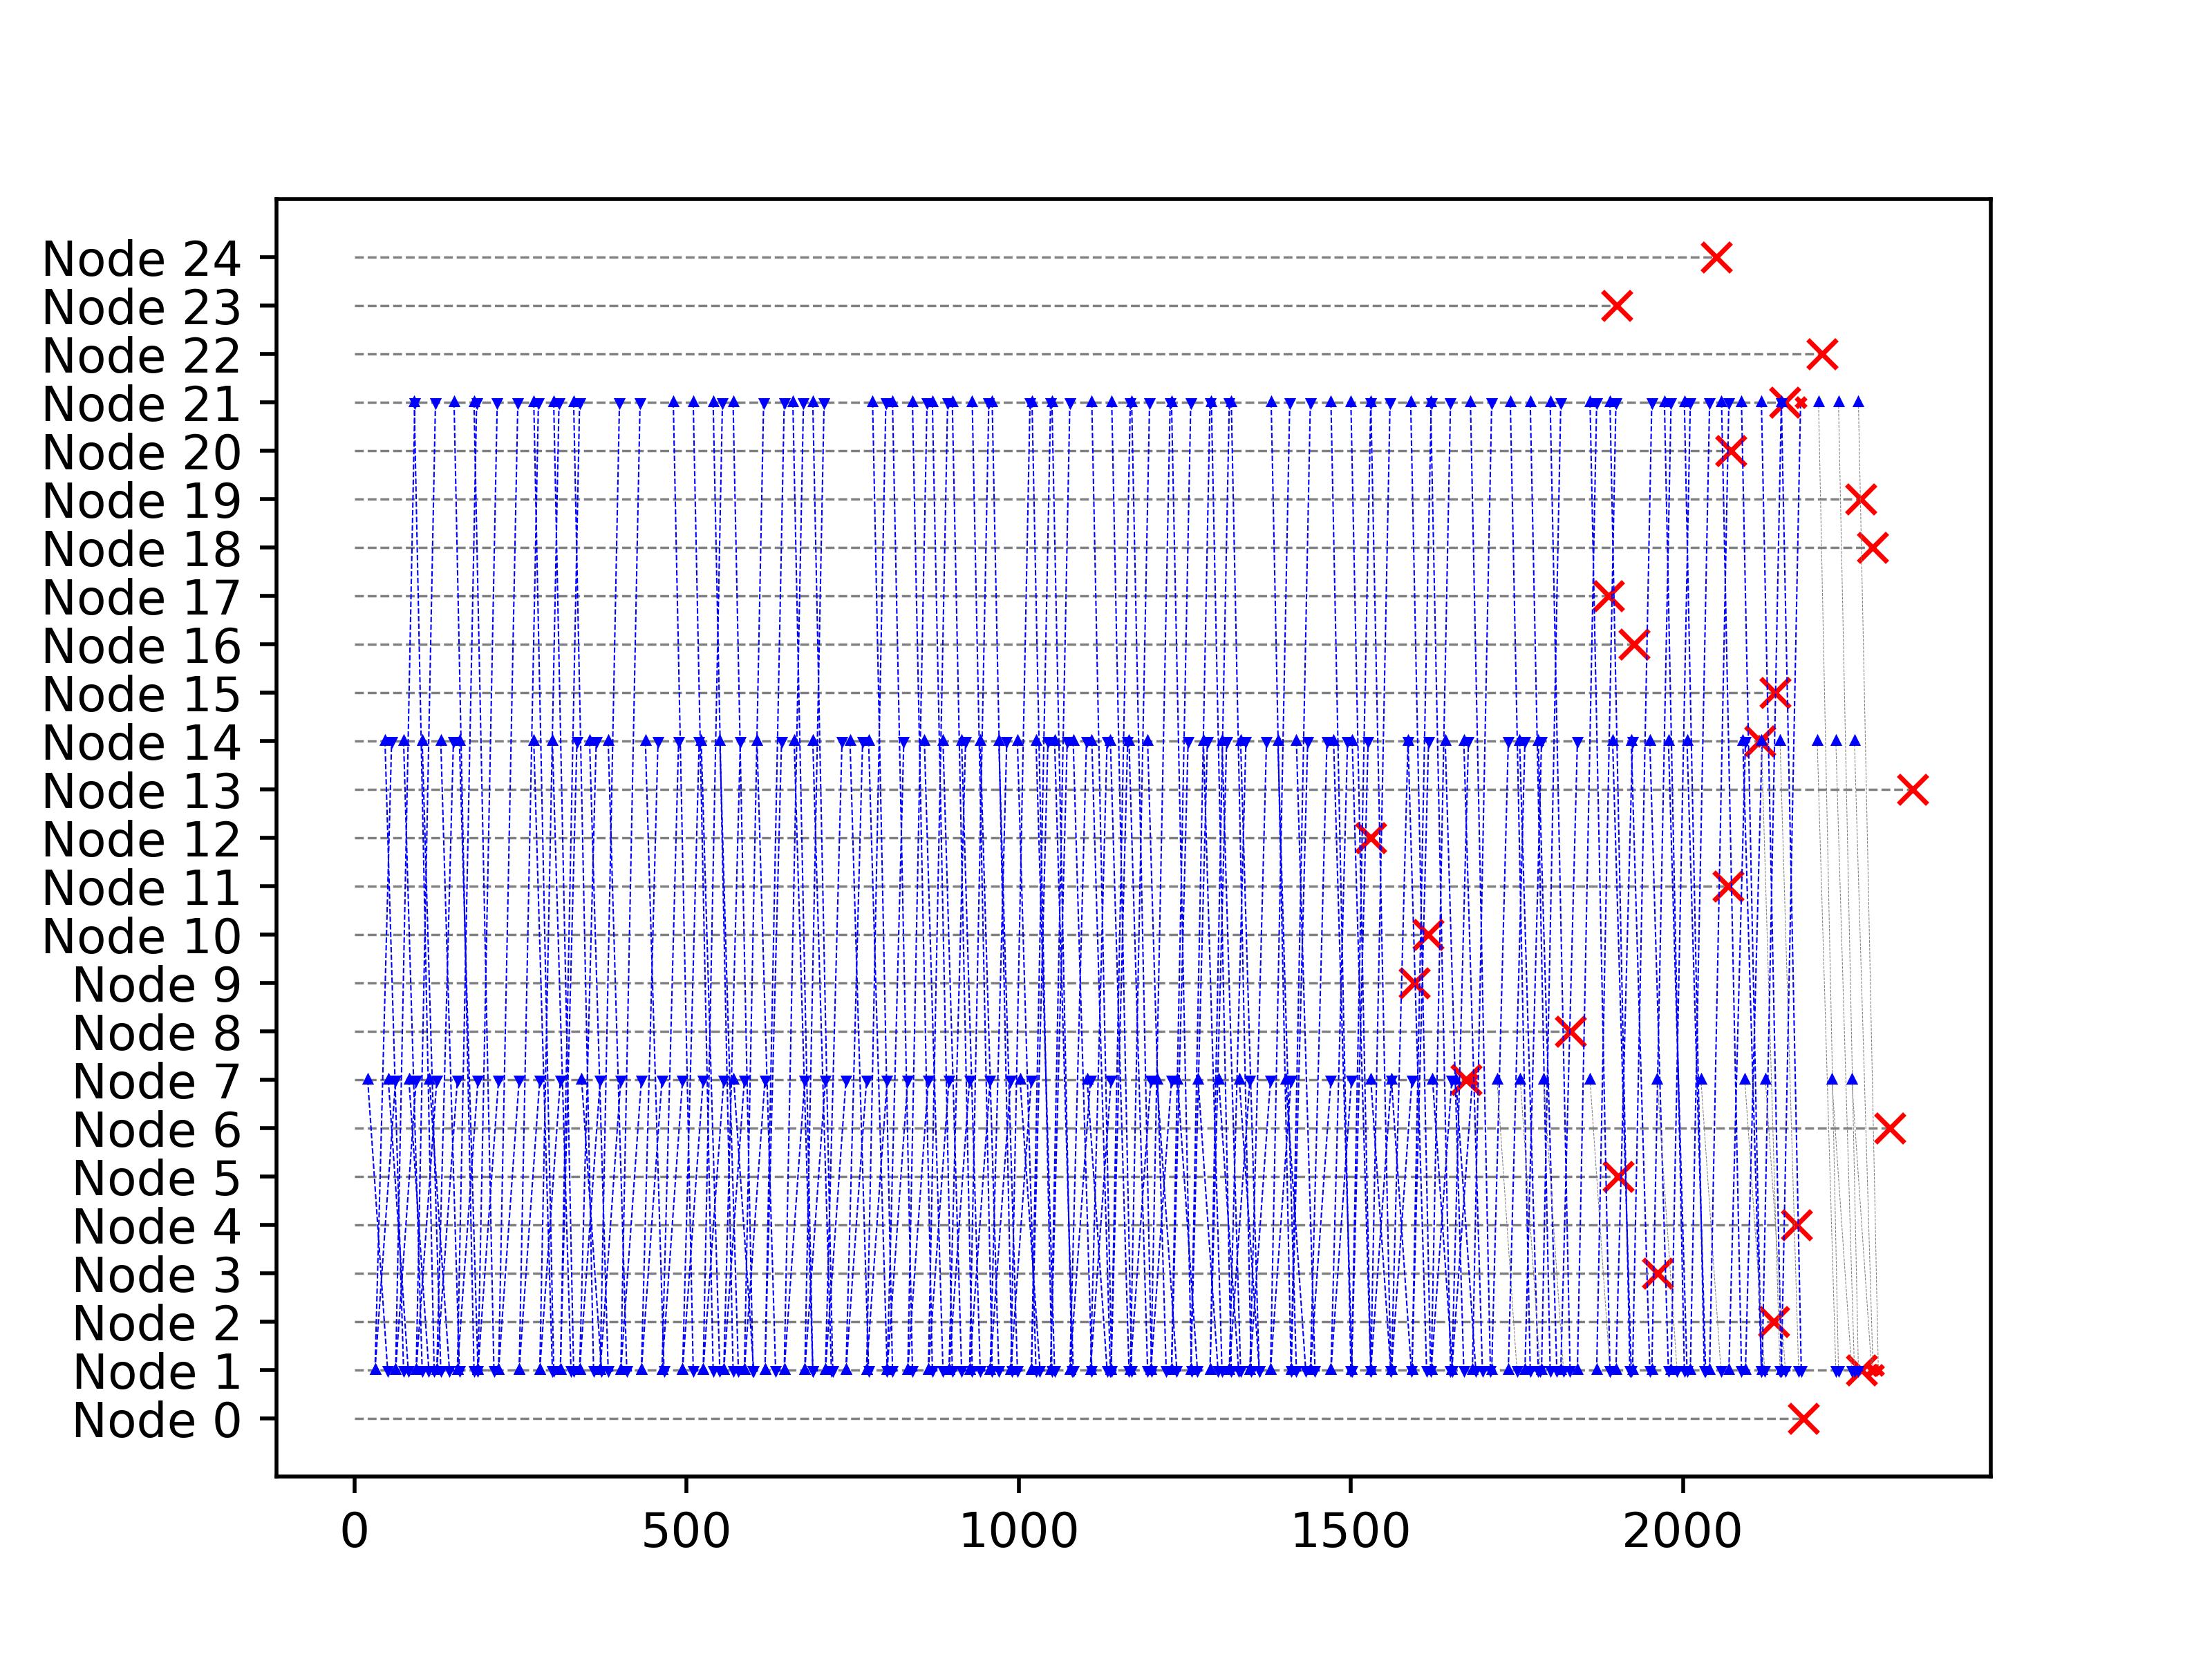 Node 24
Node 23
Node 22
Node 21
Node 20
Node 19
Node 18
Node 17
Node 16
Node 15
Node 14
Node 13
Node 12
Node 11
Node 10
Node 9
Node 8
Node 7
Node 6
Node 5
Node 4
Node 3
Node 2
Node 1
Node 0
0 500 1000 1500 2000